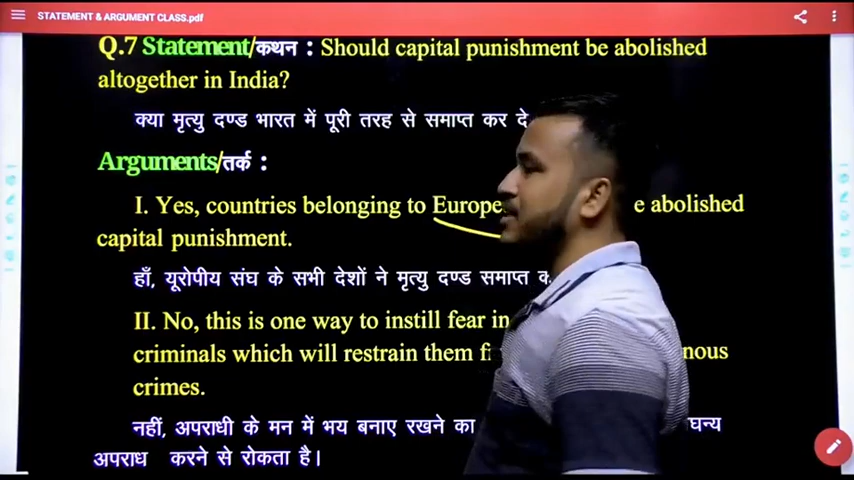 STATEMENT & ARGUMENT CLASS.pdf
Q.7 Statement/कथन : Should capital punishment be abolished
altogether in India?
क्या मृत्यु दण्ड भारत में पूरी तरह से समाप्त कर दे
Arguments/तर्क :
I. Yes, countries belonging to Europe e abolished
capital punishment.
हाँ, यूरोपीय संघ के सभी देशों ने मृत्यु दण्ड समाप्त
II. No, this is one way to instill fear in
criminals which will restrain them
crimes.
नहीं, अपराधी के मन में भय बनाए रखने का घन्य
अपराध करने से रोकता है।